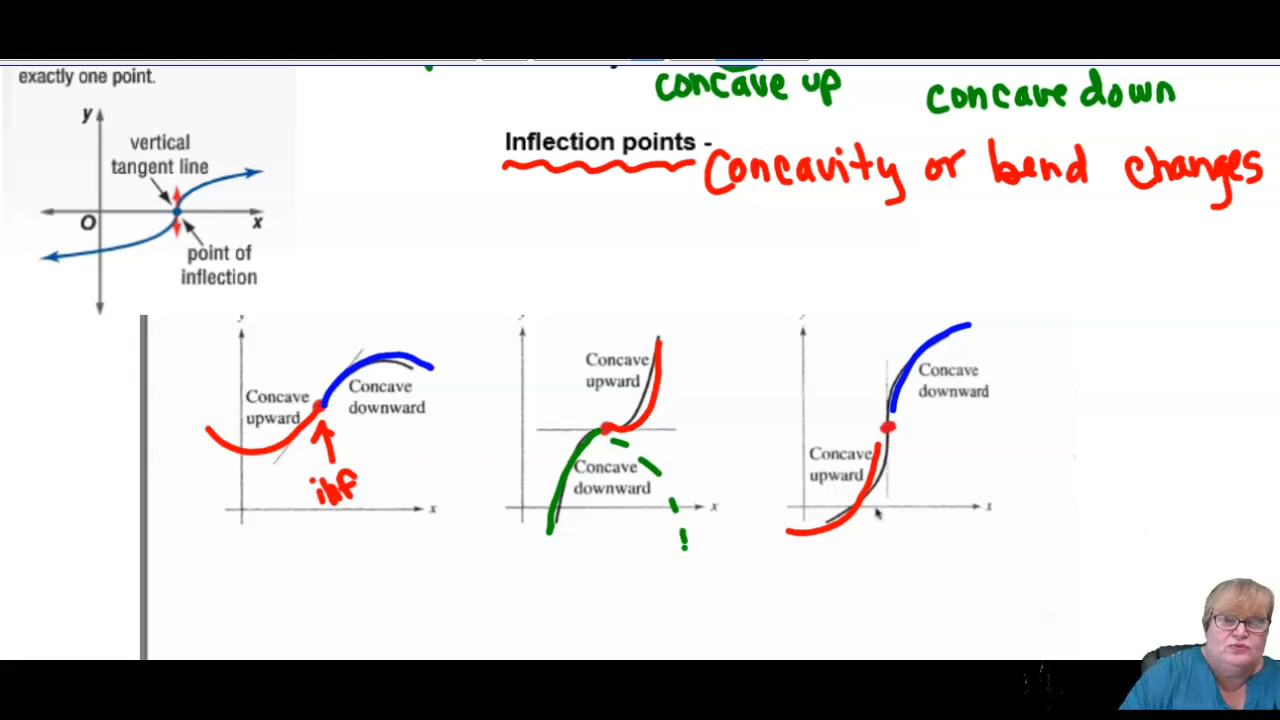 exactly one point.
concave up
concave down
y
vertical
tangent line
Inflection points - Concavity or bend changes
O
x
point of
inflection
Concave
upward
Concave
downward
inf
x
Concave
upward
Concave
downward
x
Concave
downward
Concave
upward
x